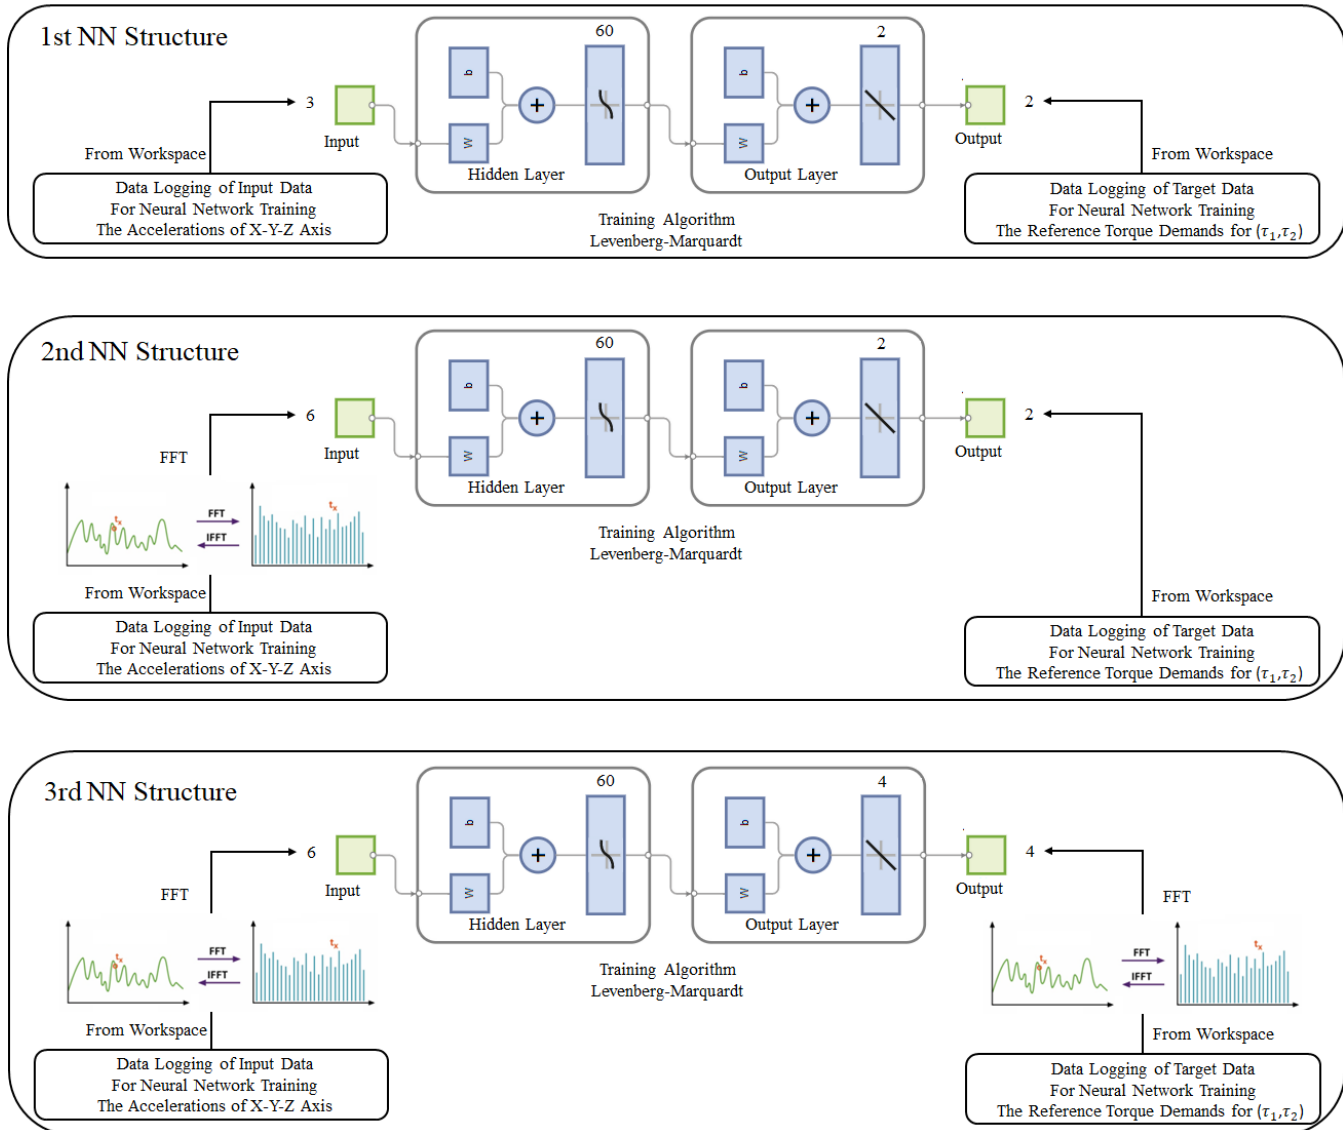 1st NN Structure
60
2
b
b
3
2
W
W
Input
Output
From Workspace
From Workspace
Hidden Layer
Output Layer
Data Logging of Input Data
For Neural Network Training
The Accelerations of X-Y-Z Axis
Training Algorithm
Levenberg-Marquardt
Data Logging of Target Data
For Neural Network Training
The Reference Torque Demands for (τ₁,τ₂)
2nd NN Structure
60
2
b
b
6
2
W
W
Input
Output
FFT
Hidden Layer
Output Layer
tx
FFT
IFFT
tx
Training Algorithm
Levenberg-Marquardt
From Workspace
From Workspace
Data Logging of Input Data
For Neural Network Training
The Accelerations of X-Y-Z Axis
Data Logging of Target Data
For Neural Network Training
The Reference Torque Demands for (τ₁,τ₂)
3rd NN Structure
60
4
b
b
6
4
W
W
Input
Output
FFT
FFT
Hidden Layer
Output Layer
tx
FFT
IFFT
tx
Training Algorithm
Levenberg-Marquardt
tx
FFT
IFFT
tx
From Workspace
From Workspace
Data Logging of Input Data
For Neural Network Training
The Accelerations of X-Y-Z Axis
Data Logging of Target Data
For Neural Network Training
The Reference Torque Demands for (τ₁,τ₂)